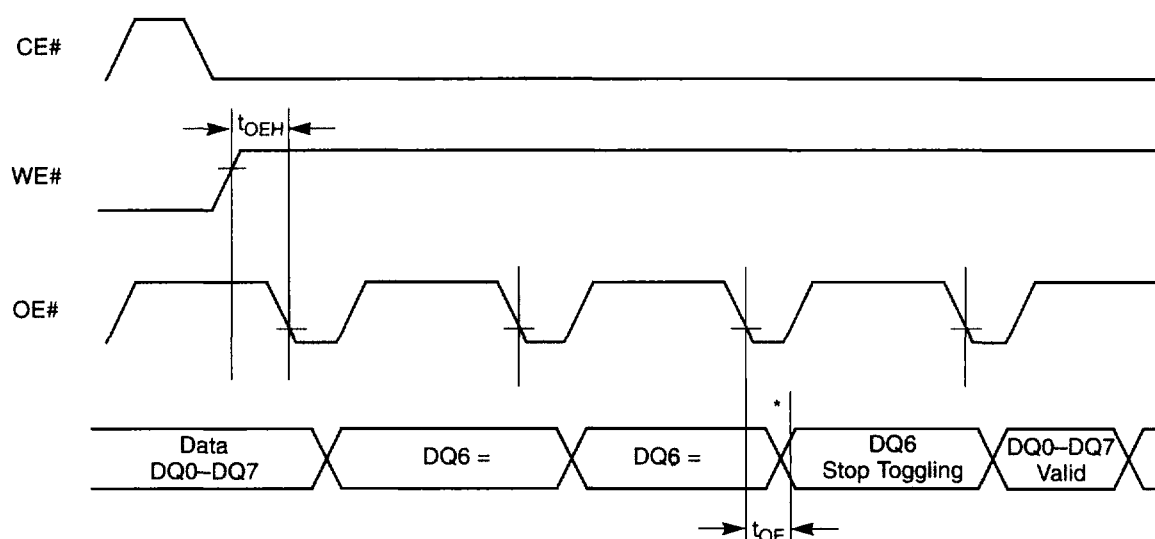 CE#
tOEH
WE#
OE#
*
Data
DQ0–DQ7
DQ6 =
DQ6 =
DQ6
Stop Toggling
DQ0–DQ7
Valid
tOE